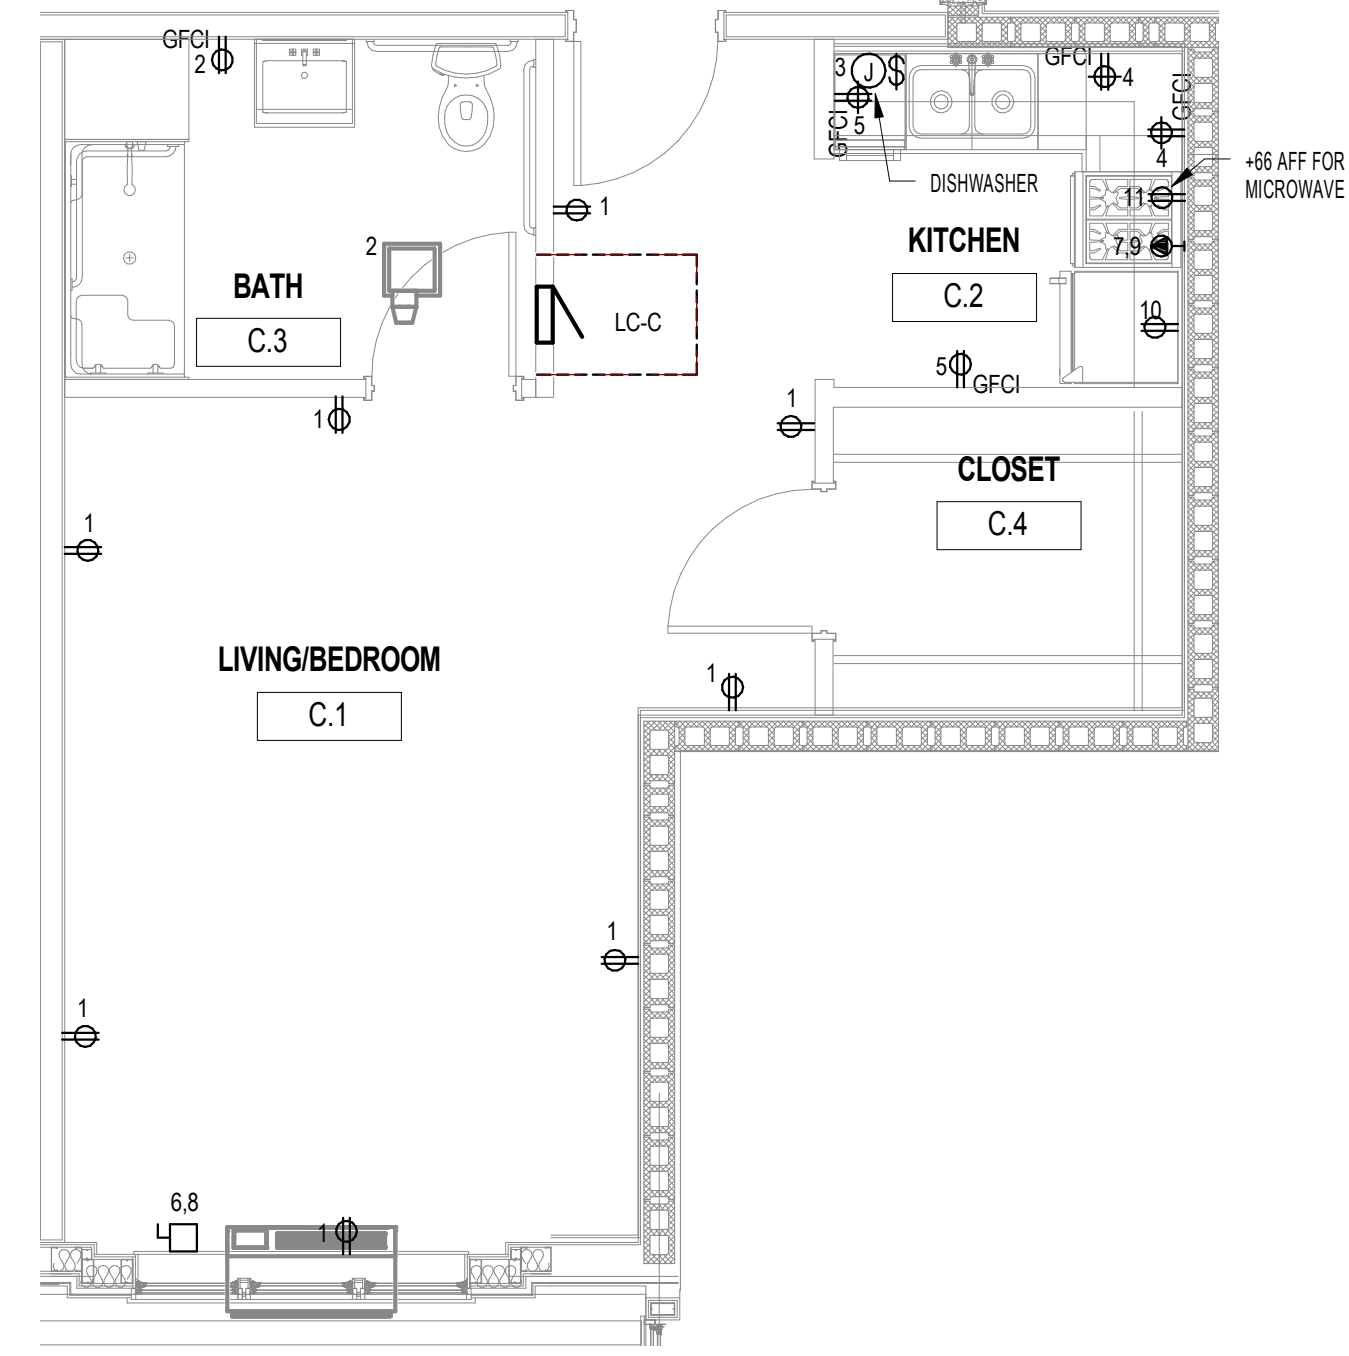 GFCI
2
3
J
$
5
GFCI
GFCI
4
GFCI
4
+66 AFF FOR
MICROWAVE
DISHWASHER
11
1
KITCHEN
C.2
7,9
2
BATH
C.3
LC-C
10
5
GFCI
1
1
CLOSET
C.4
1
LIVING/BEDROOM
C.1
1
1
1
6,8
1